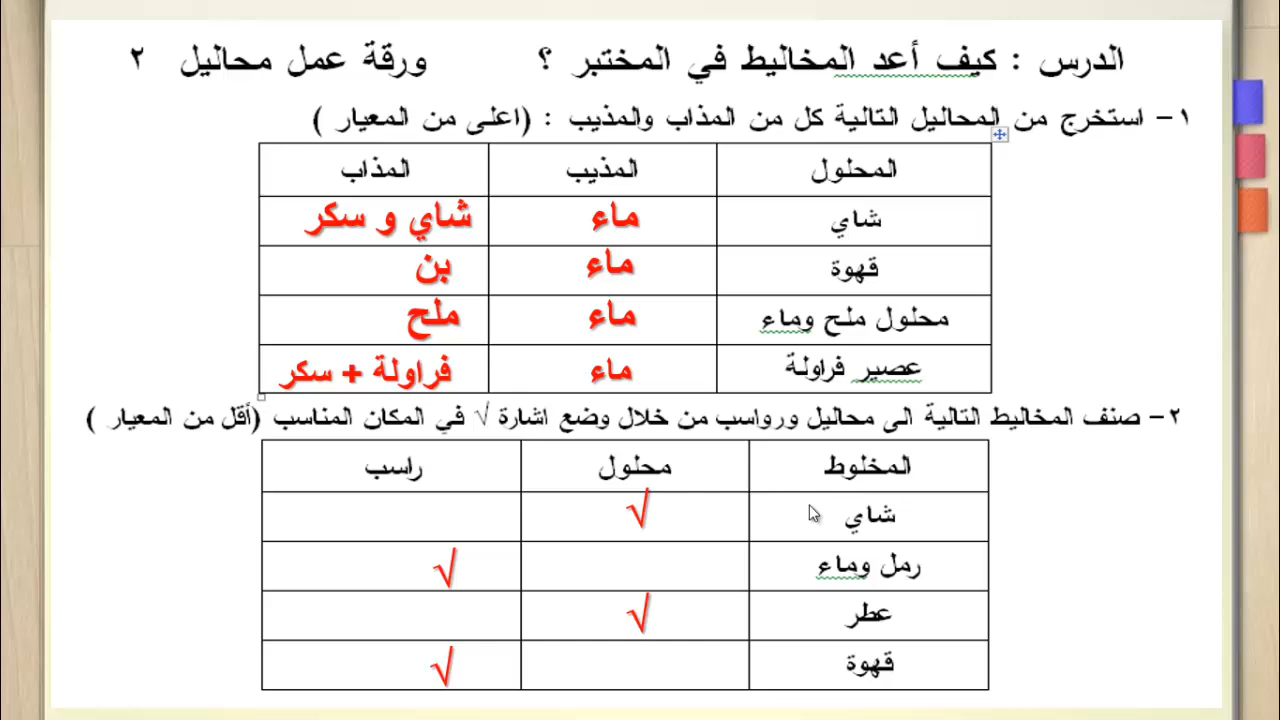 الدرس : كيف أعد المخاليط في المختبر ؟ ورقة عمل محاليل ٢
١- استخرج من المحاليل التالية كل من المذاب والمذيب : (اعلى من المعيار )
المحلول المذيب المذاب
شاي ماء شاي و سكر
قهوة ماء بن
محلول ملح وماء ماء ملح
عصير فراولة ماء فراولة + سكر
٢- صنف المخاليط التالية الى محاليل ورواسب من خلال وضع اشارة √ في المكان المناسب (أقل من المعيار )
المخلوط محلول راسب
شاي √
رمل وماء √
عطر √
قهوة √